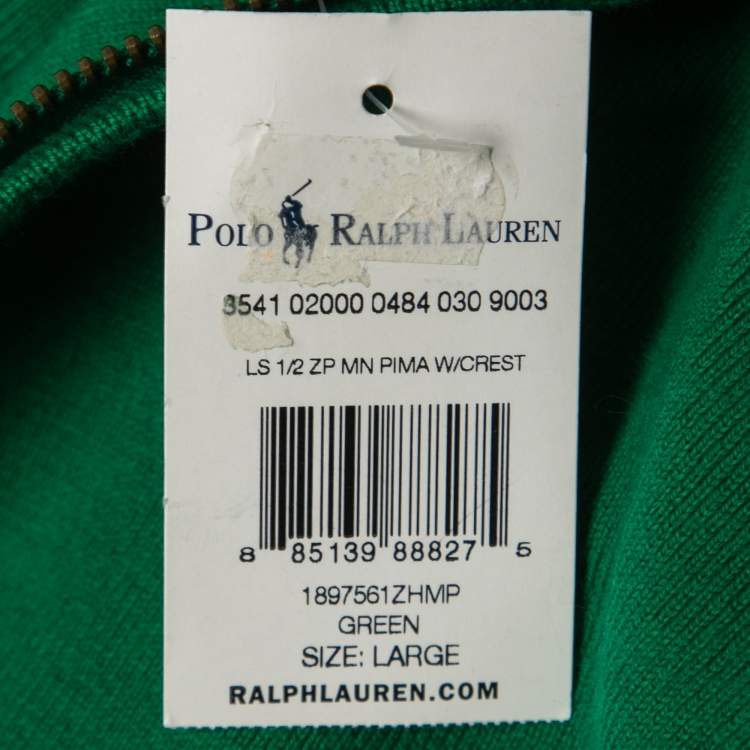 POLO RALPH LAUREN
3541 02000 0484 030 9003
LS 1/2 ZP MN PIMA W/CREST
8 85139 88827 5
1897561ZHMP
GREEN
SIZE: LARGE
RALPHLAUREN.COM